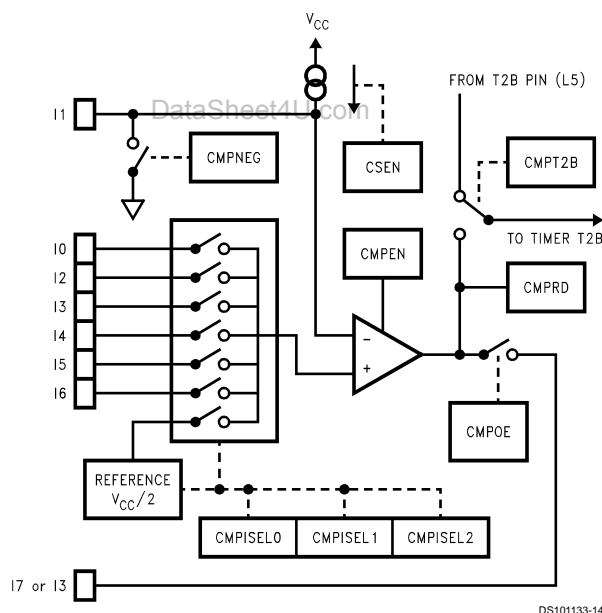 VCC
FROM T2B PIN (L5)
DataSheet4U.com
I1
CMPNEG
CSEN
CMPT2B
TO TIMER T2B
I0
I2
I3
I4
I5
I6
CMPEN
CMPRD
−
+
CMPOE
REFERENCE
VCC/2
CMPISEL0 CMPISEL1 CMPISEL2
I7 or I3
DS101133-14